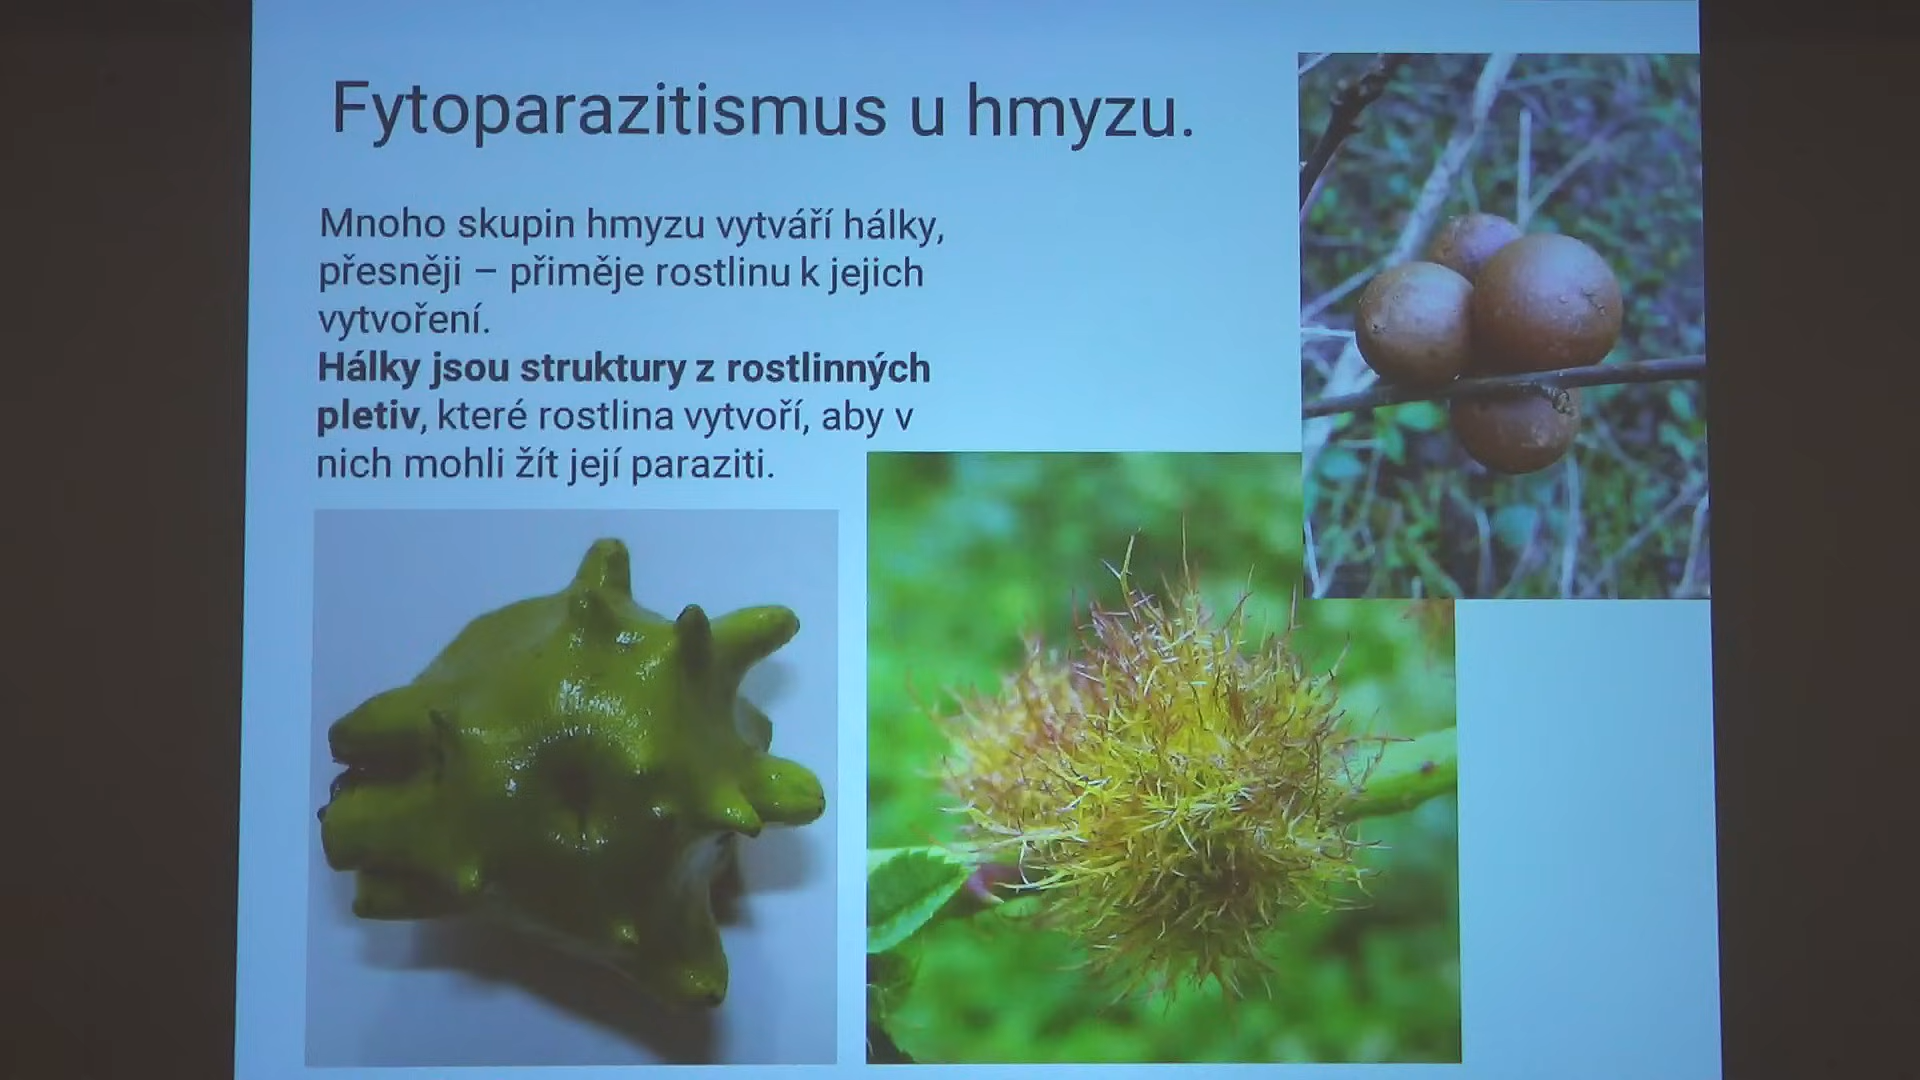 Fytoparazitismus u hmyzu.
Mnoho skupin hmyzu vytváří hálky,
přesněji – přiměje rostlinu k jejich
vytvoření.
Hálky jsou struktury z rostlinných
pletiv, které rostlina vytvoří, aby v
nich mohli žít její paraziti.